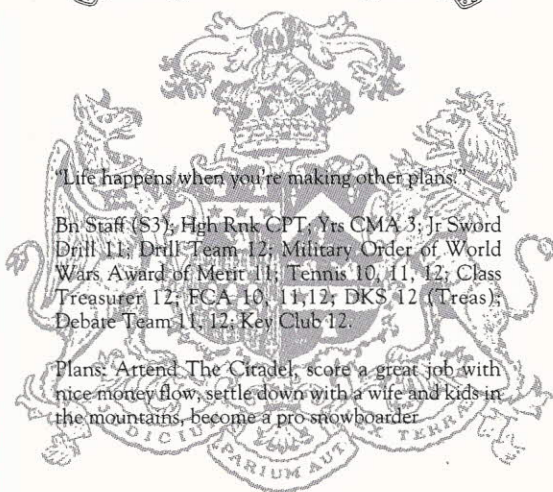 "Life happens when you're making other plans."
Bn Staff (S3); Hgh Rnk CPT; Yrs CMA 3; Jr Sword
Drill 11; Drill Team 12; Military Order of World
Wars Award of Merit 11; Tennis 10, 11, 12; Class
Treasurer 12; FCA 10, 11,12; DKS 12 (Treas);
Debate Team 11, 12; Key Club 12.
Plans: Attend The Citadel, score a great job with
nice money flow, settle down with a wife and kids in
the mountains, become a pro snowboarder
DICIU
PARIUM AUT
TERRA